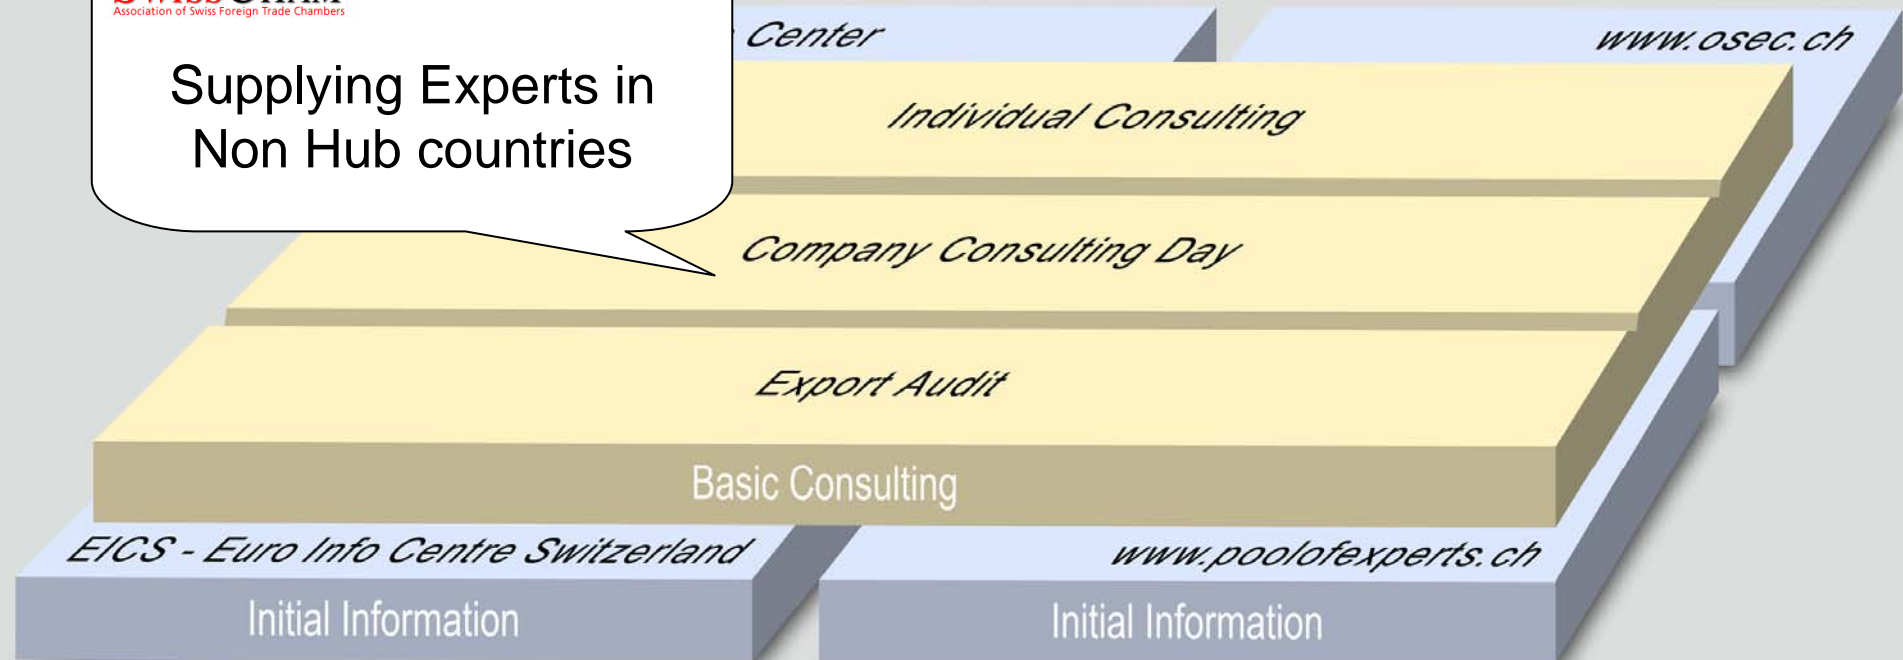 SwissCham
Association of Swiss Foreign Trade Chambers
Supplying Experts in
Non Hub countries
Center
www.osec.ch
Individual Consulting
Company Consulting Day
Export Audit
Basic Consulting
EICS - Euro Info Centre Switzerland
www.poolofexperts.ch
Initial Information
Initial Information